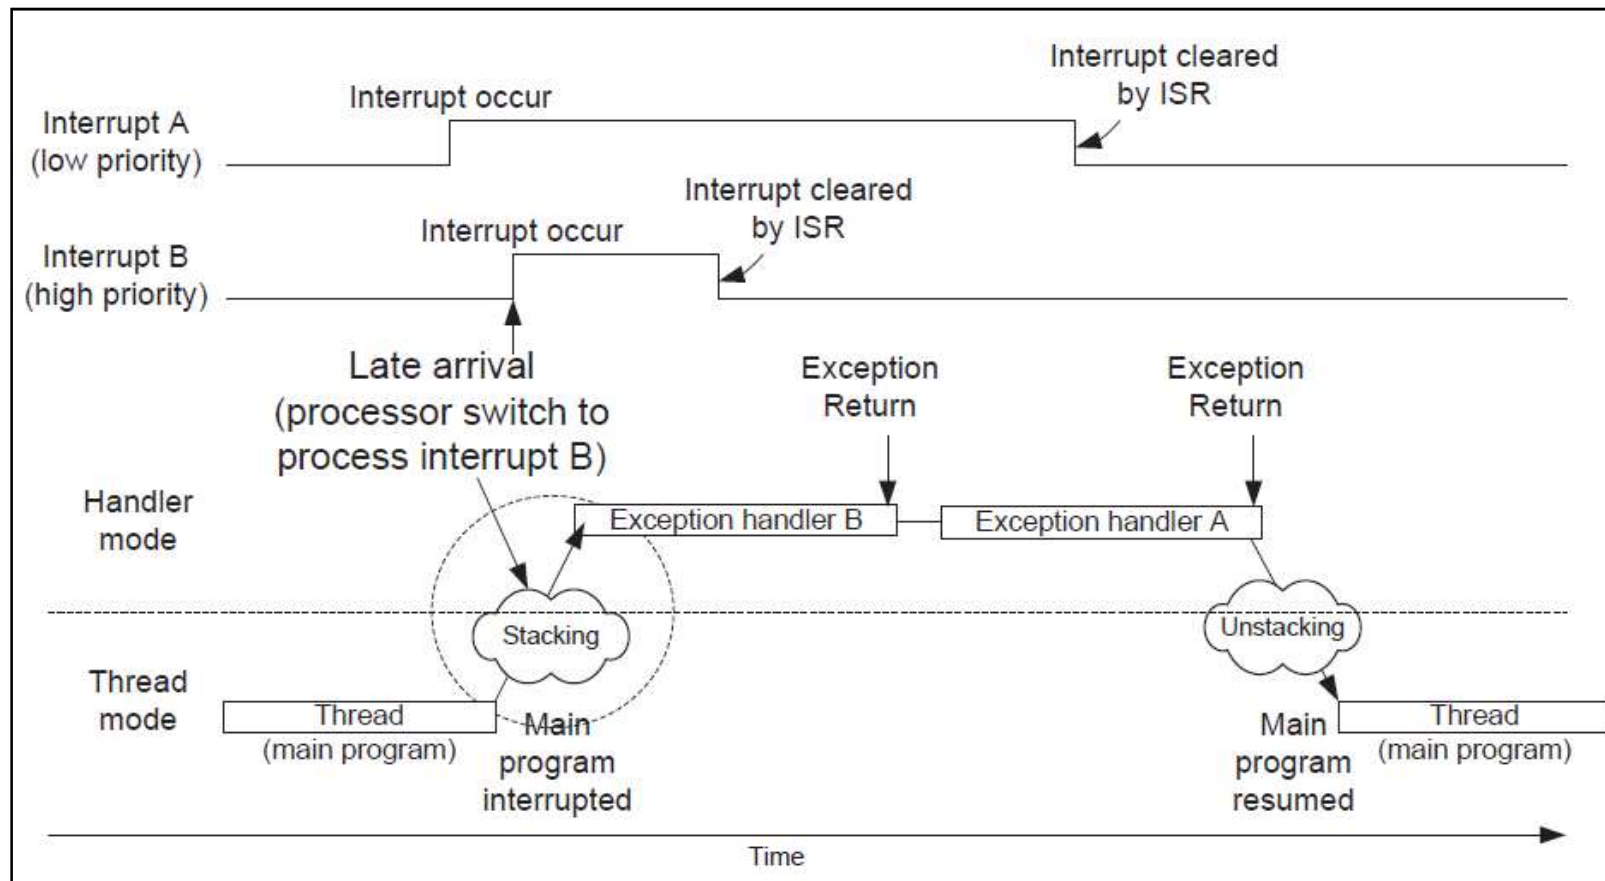 Interrupt cleared
by ISR
Interrupt occur
Interrupt A
(low priority)
Interrupt cleared
by ISR
Interrupt occur
Interrupt B
(high priority)
Late arrival
(processor switch to
process interrupt B)
Exception
Return
Exception
Return
Handler
mode
Exception handler B
Exception handler A
Stacking
Unstacking
Thread
mode
Thread
(main program)
Main
program
interrupted
Main
program
resumed
Thread
(main program)
Time